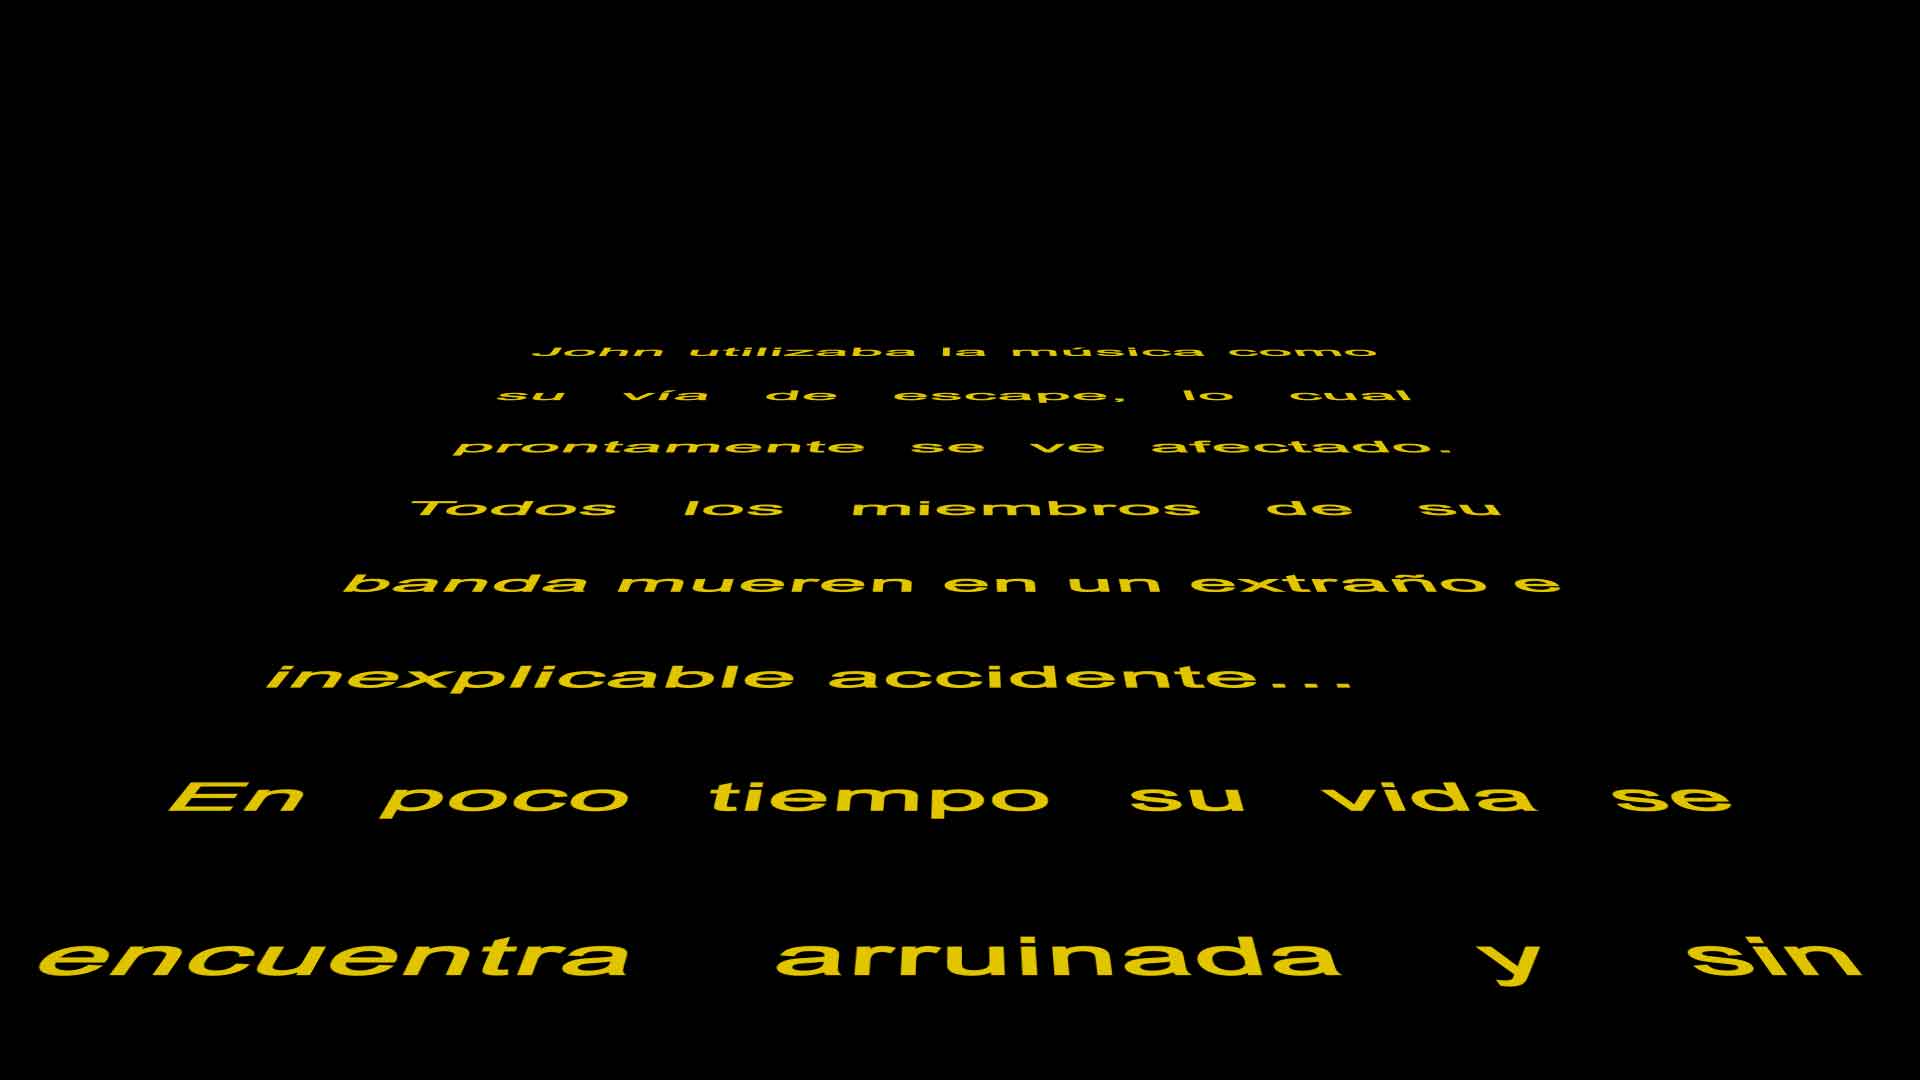 John utilizaba la música como
su vía de escape, lo cual
prontamente se ve afectado.
Todos los miembros de su
banda mueren en un extraño e
inexplicable accidente...
En poco tiempo su vida se
encuentra arruinada y sin